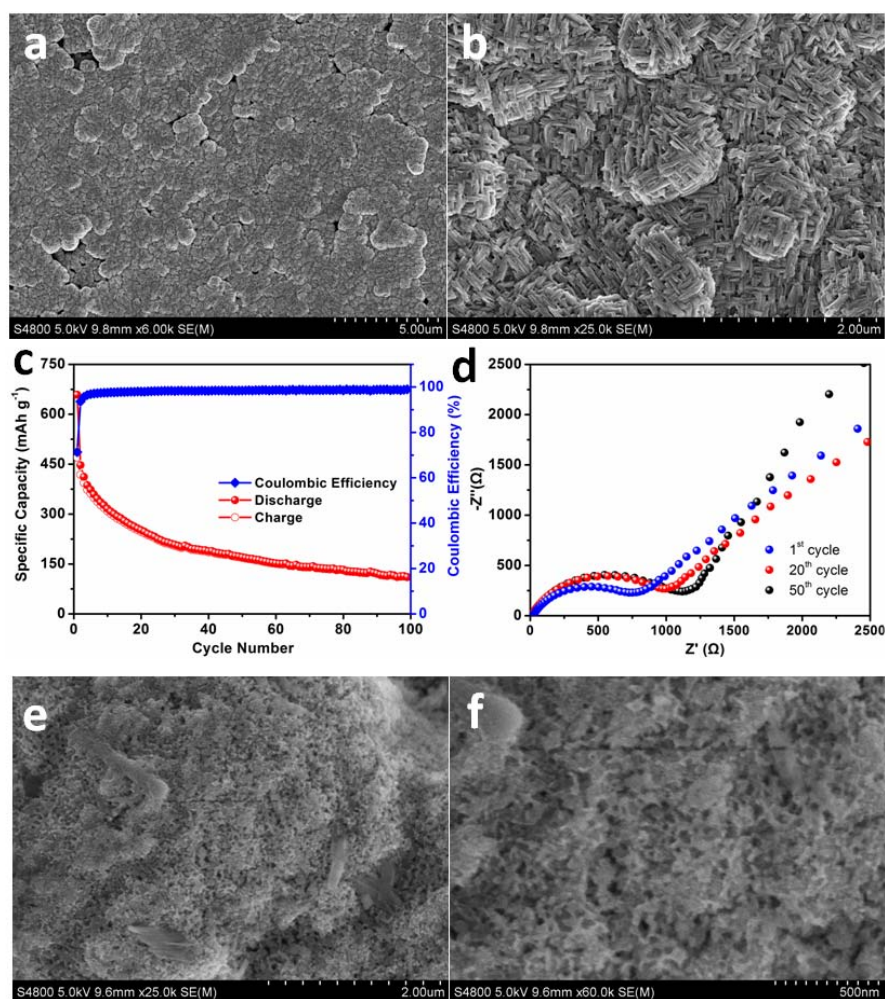 a
b
S4800 5.0kV 9.8mm x6.00k SE(M)
5.00um
S4800 5.0kV 9.8mm x25.0k SE(M)
2.00um
c
750
600
450
300
150
0
Specific Capacity (mAh g⁻¹)
Coulombic Efficiency
Discharge
Charge
100
80
60
40
20
0
Coulombic Efficiency (%)
0 20 40 60 80 100
Cycle Number
d
2500
2000
1500
1000
500
0
-Z''(Ω)
1st cycle
20th cycle
50th cycle
0 500 1000 1500 2000 2500
Z' (Ω)
e
f
S4800 5.0kV 9.6mm x25.0k SE(M)
2.00um
S4800 5.0kV 9.6mm x60.0k SE(M)
500nm